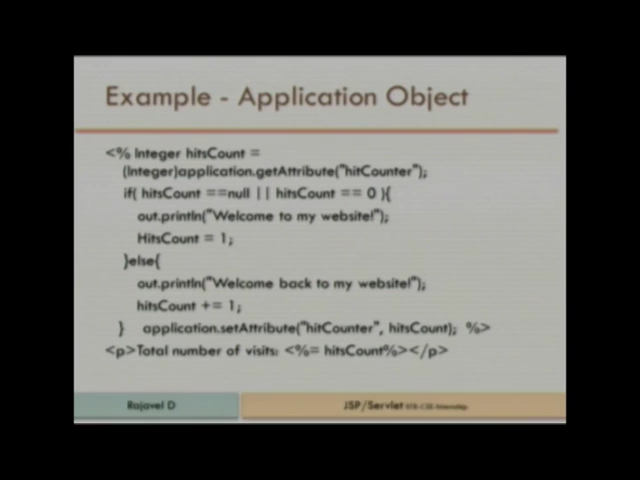 Example - Application Object
<% Integer hitsCount =
(Integer)application.getAttribute("hitCounter");
if( hitsCount ==null || hitsCount == 0 ){
out.println("Welcome to my website!");
HitsCount = 1;
}else{
out.println("Welcome back to my website!");
hitsCount += 1;
} application.setAttribute("hitCounter", hitsCount); %>
<p>Total number of visits: <%= hitsCount%></p>
Rajavel D
JSP/Servlet